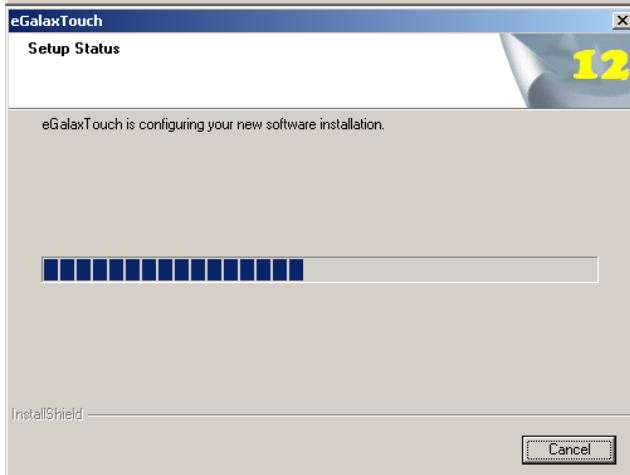 eGalaxTouch
Setup Status
12
eGalaxTouch is configuring your new software installation.
InstallShield
Cancel